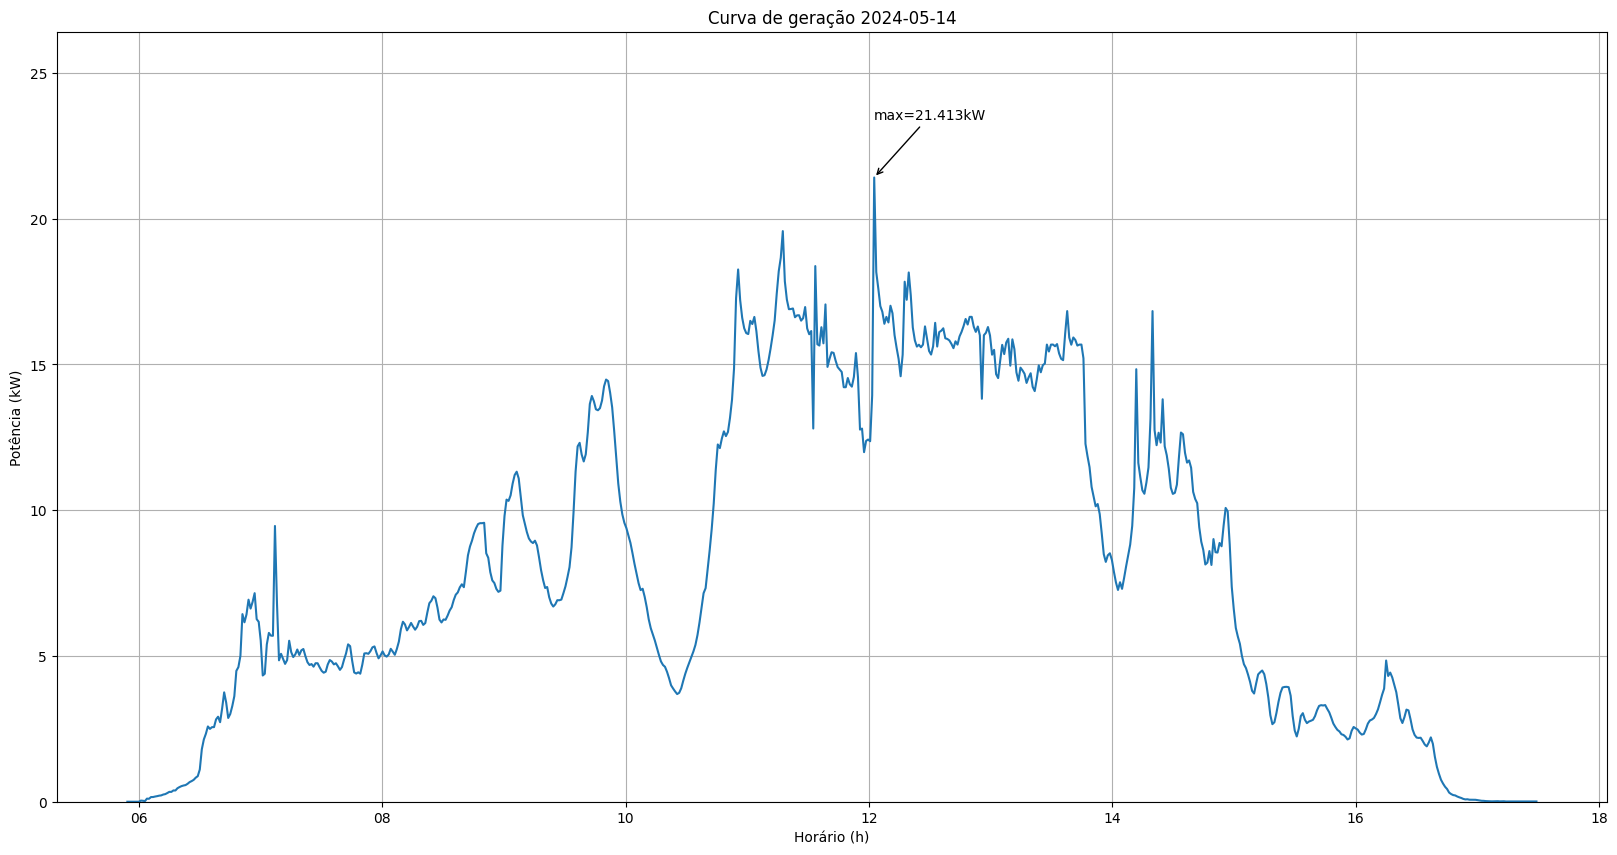 Curva de geração 2024-05-14
25
max=21.413kW
20
15
Potência (kW)
10
5
0
06 08 10 12 14 16 18
Horário (h)